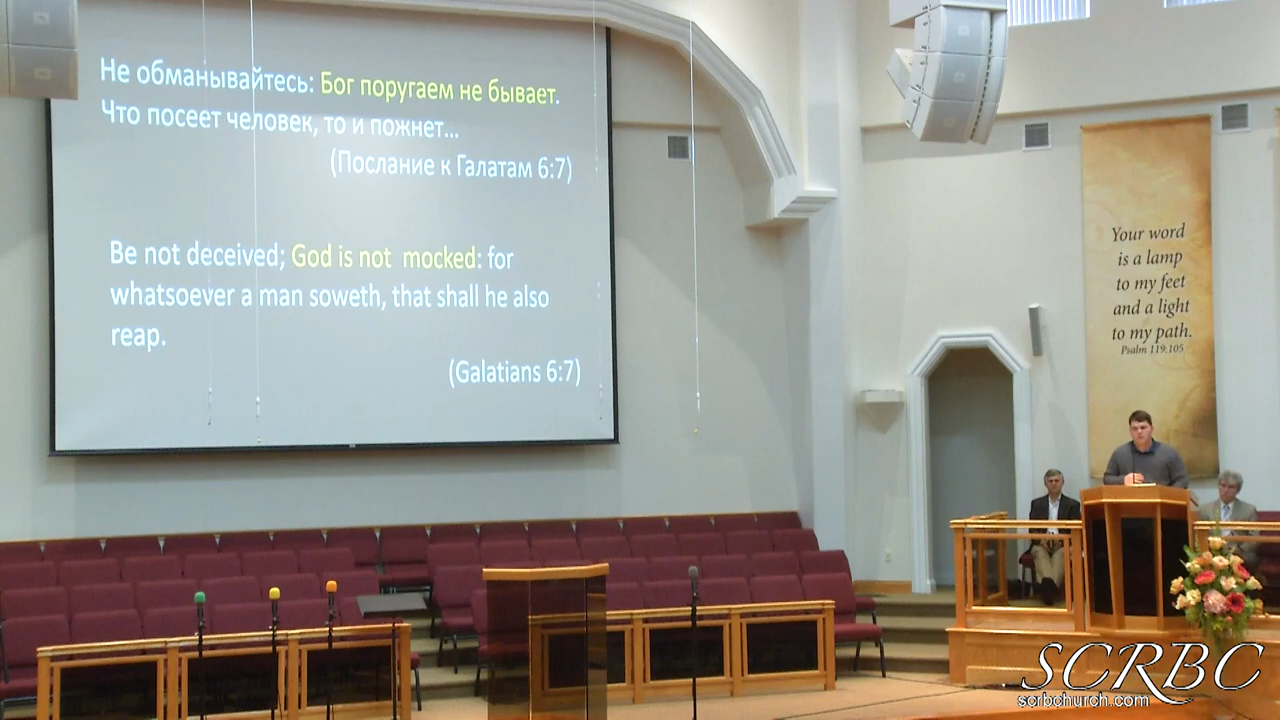 Не обманывайтесь: Бог поругаем не бывает.
Что посеет человек, то и пожнет...
(Послание к Галатам 6:7)
Be not deceived; God is not mocked: for
whatsoever a man soweth, that shall he also
reap.
(Galatians 6:7)
Your word
is a lamp
to my feet
and a light
to my path.
Psalm 119:105
SCRBC
scrbchurch.com